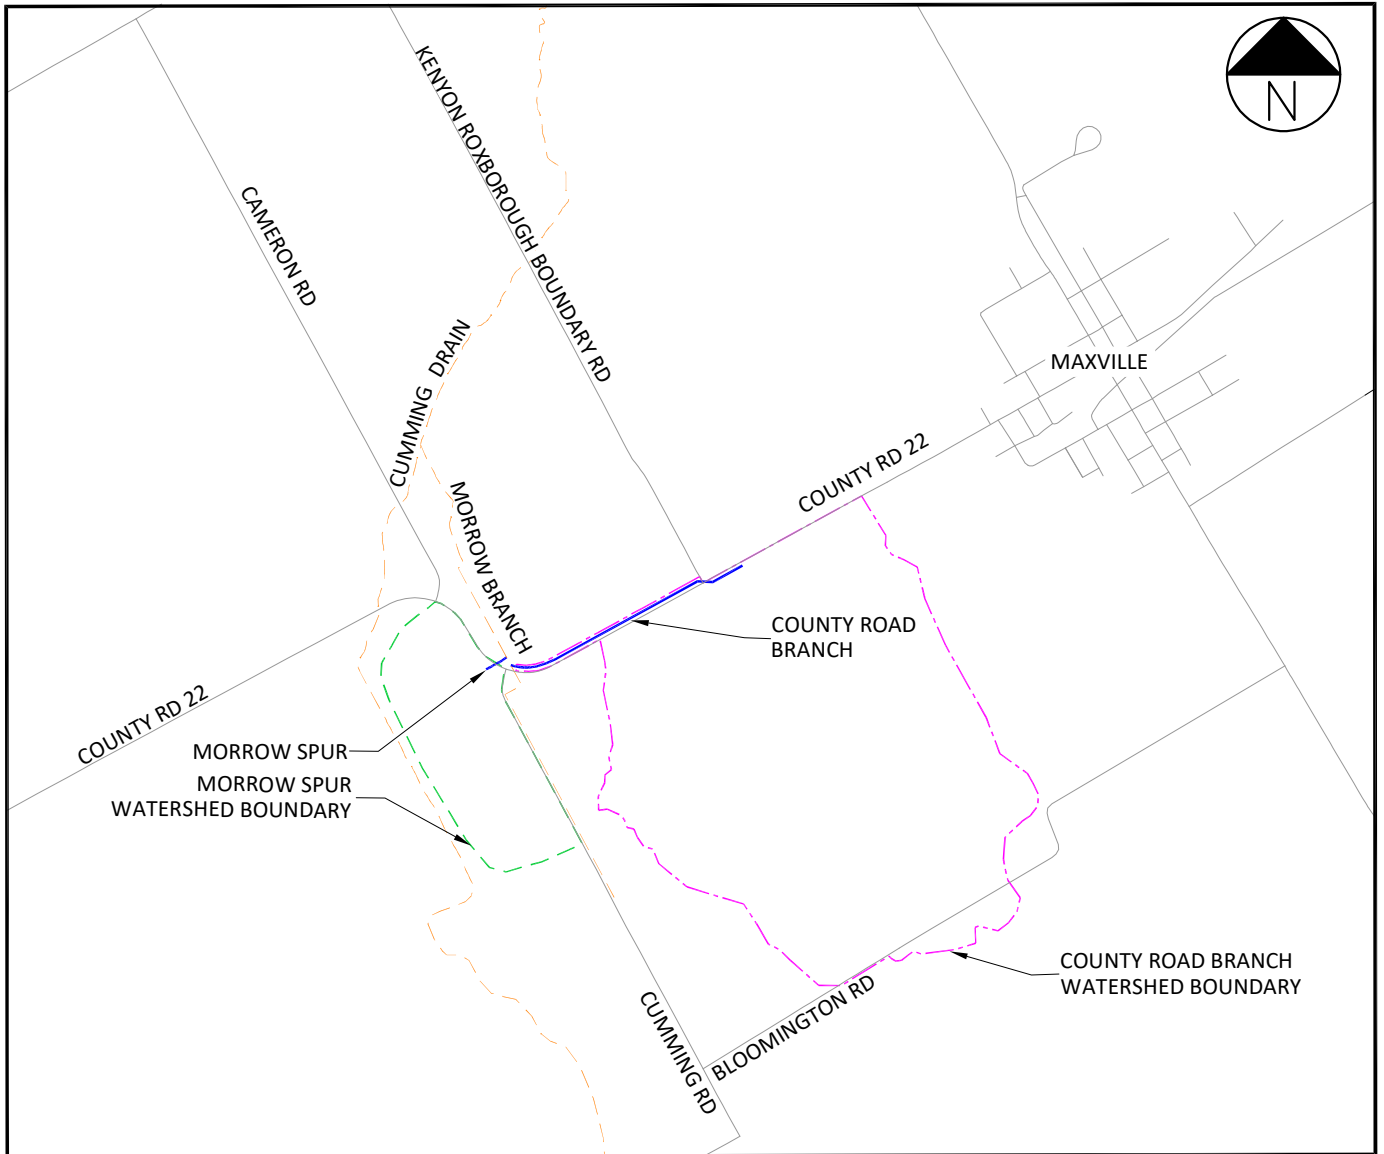 N
KENYON ROXBOROUGH BOUNDARY RD
CAMERON RD
CUMMING DRAIN
MAXVILLE
COUNTY RD 22
MORROW BRANCH
COUNTY ROAD
BRANCH
COUNTY RD 22
MORROW SPUR
MORROW SPUR
WATERSHED BOUNDARY
COUNTY ROAD BRANCH
WATERSHED BOUNDARY
BLOOMINGTON RD
CUMMING RD